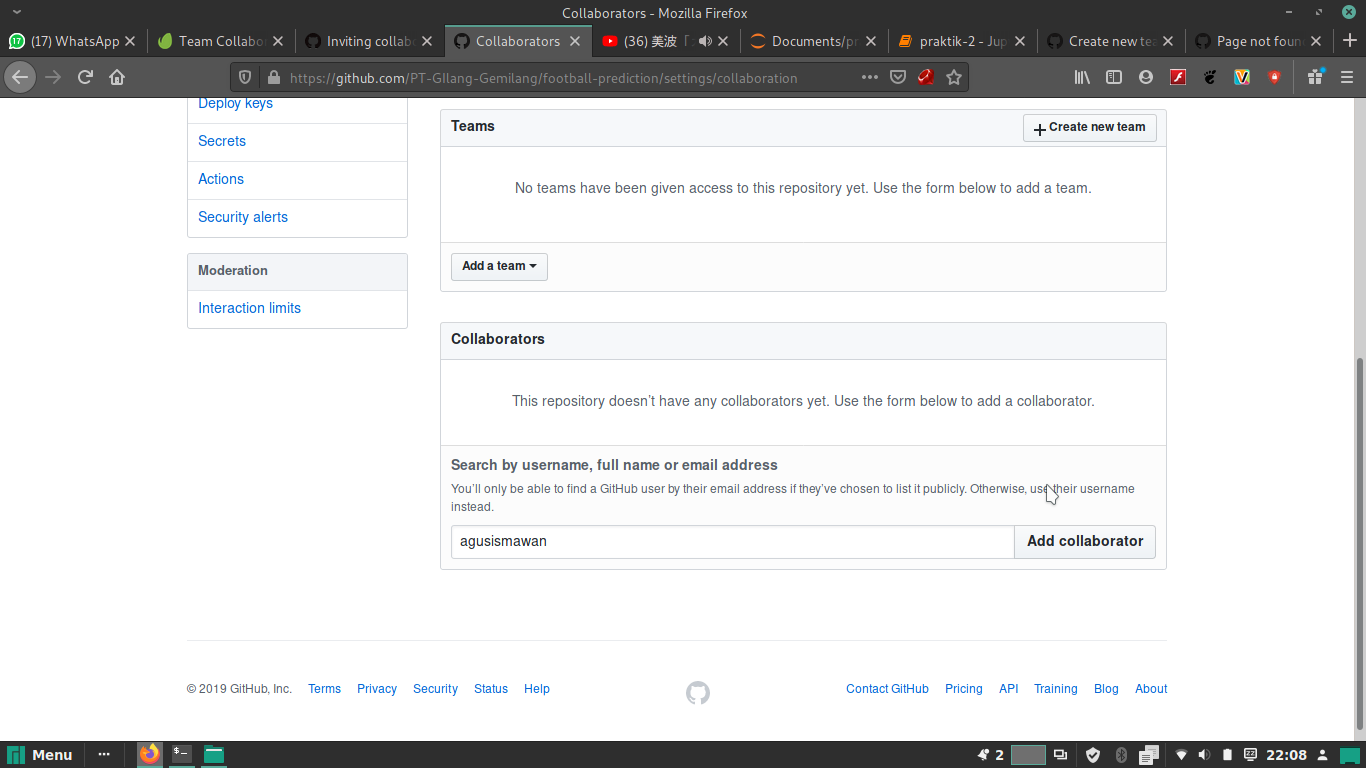 Collaborators - Mozilla Firefox
(17) WhatsApp
Team Collabo
Inviting collab
Collaborators
(36) 美波「
Documents/pr
praktik-2 - Jup
Create new tea
Page not foun
https://github.com/PT-GIlang-Gemilang/football-prediction/settings/collaboration
Deploy keys
Secrets
Actions
Security alerts
Moderation
Interaction limits
Teams
Create new team
No teams have been given access to this repository yet. Use the form below to add a team.
Add a team
Collaborators
This repository doesn't have any collaborators yet. Use the form below to add a collaborator.
Search by username, full name or email address
You'll only be able to find a GitHub user by their email address if they've chosen to list it publicly. Otherwise, use their username
instead.
agusismawan
Add collaborator
© 2019 GitHub, Inc. Terms Privacy Security Status Help
Contact GitHub Pricing API Training Blog About
Menu
2
22:08